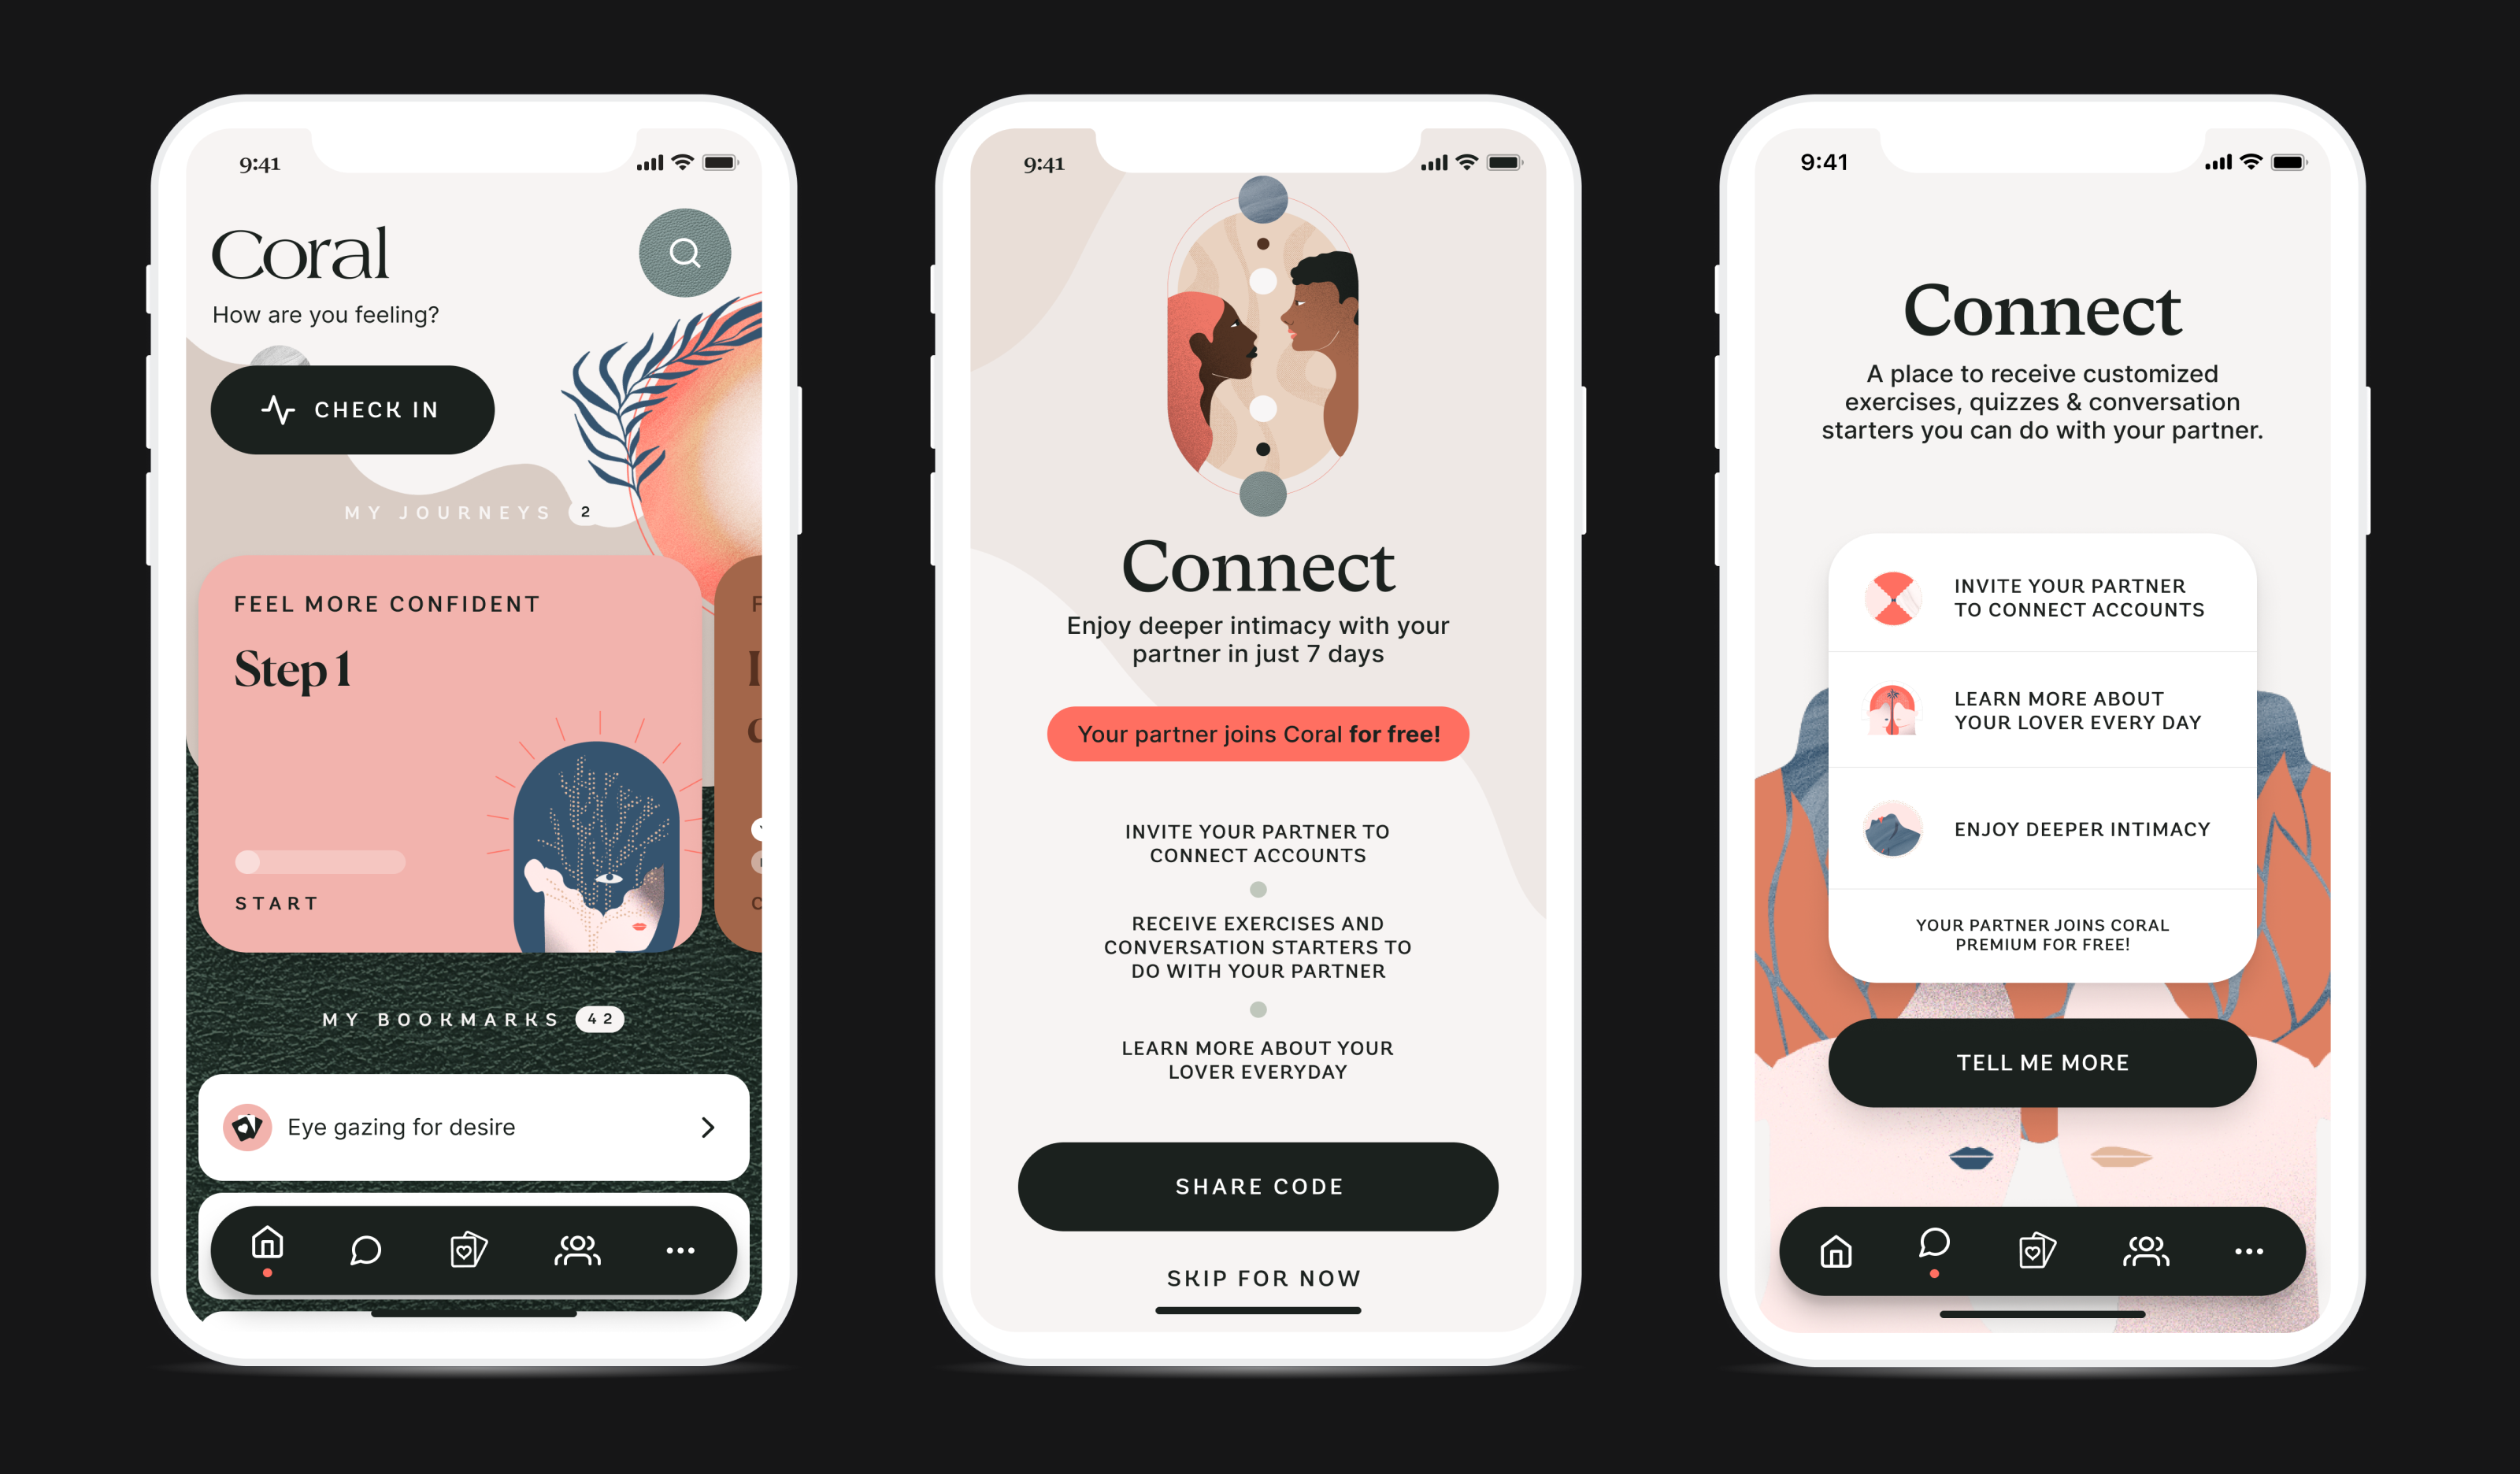 9:41
Coral
How are you feeling?
CHECK IN
MY JOURNEYS 2
FEEL MORE CONFIDENT
Step 1
START
MY BOOKMARKS 42
Eye gazing for desire
9:41
Connect
Enjoy deeper intimacy with your
partner in just 7 days
Your partner joins Coral for free!
INVITE YOUR PARTNER TO
CONNECT ACCOUNTS
RECEIVE EXERCISES AND
CONVERSATION STARTERS TO
DO WITH YOUR PARTNER
LEARN MORE ABOUT YOUR
LOVER EVERYDAY
SHARE CODE
SKIP FOR NOW
9:41
Connect
A place to receive customized
exercises, quizzes & conversation
starters you can do with your partner.
INVITE YOUR PARTNER
TO CONNECT ACCOUNTS
LEARN MORE ABOUT
YOUR LOVER EVERY DAY
ENJOY DEEPER INTIMACY
YOUR PARTNER JOINS CORAL
PREMIUM FOR FREE!
TELL ME MORE